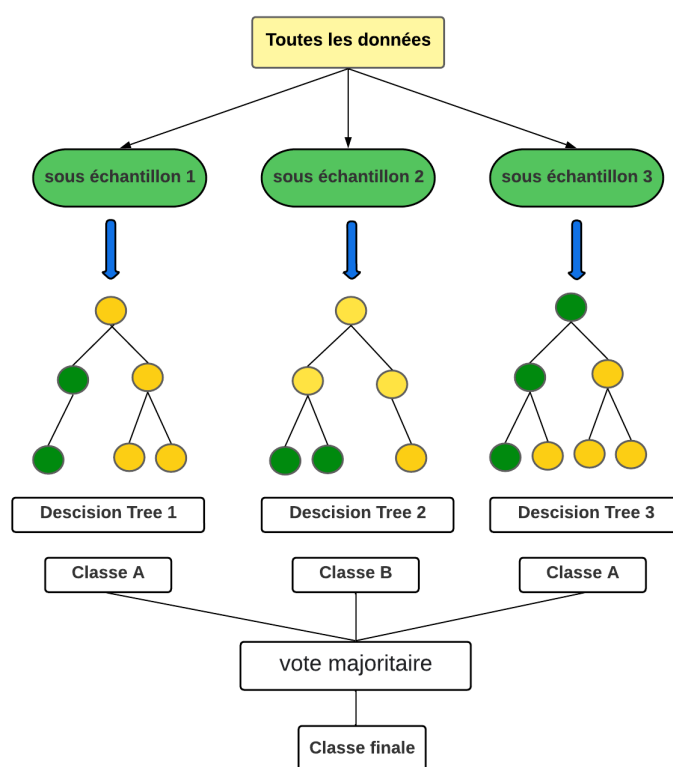 Toutes les données
sous échantillon 1
sous échantillon 2
sous échantillon 3
Descision Tree 1
Descision Tree 2
Descision Tree 3
Classe A
Classe B
Classe A
vote majoritaire
Classe finale